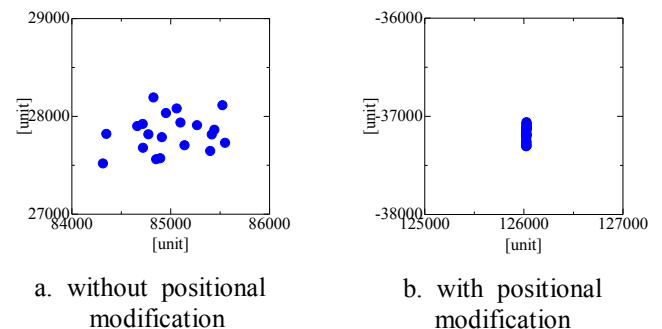 29000
28000
27000
[unit]
84000 85000 86000
[unit]
a. without positional
modification
-36000
-37000
-38000
[unit]
125000 126000 127000
[unit]
b. with positional
modification